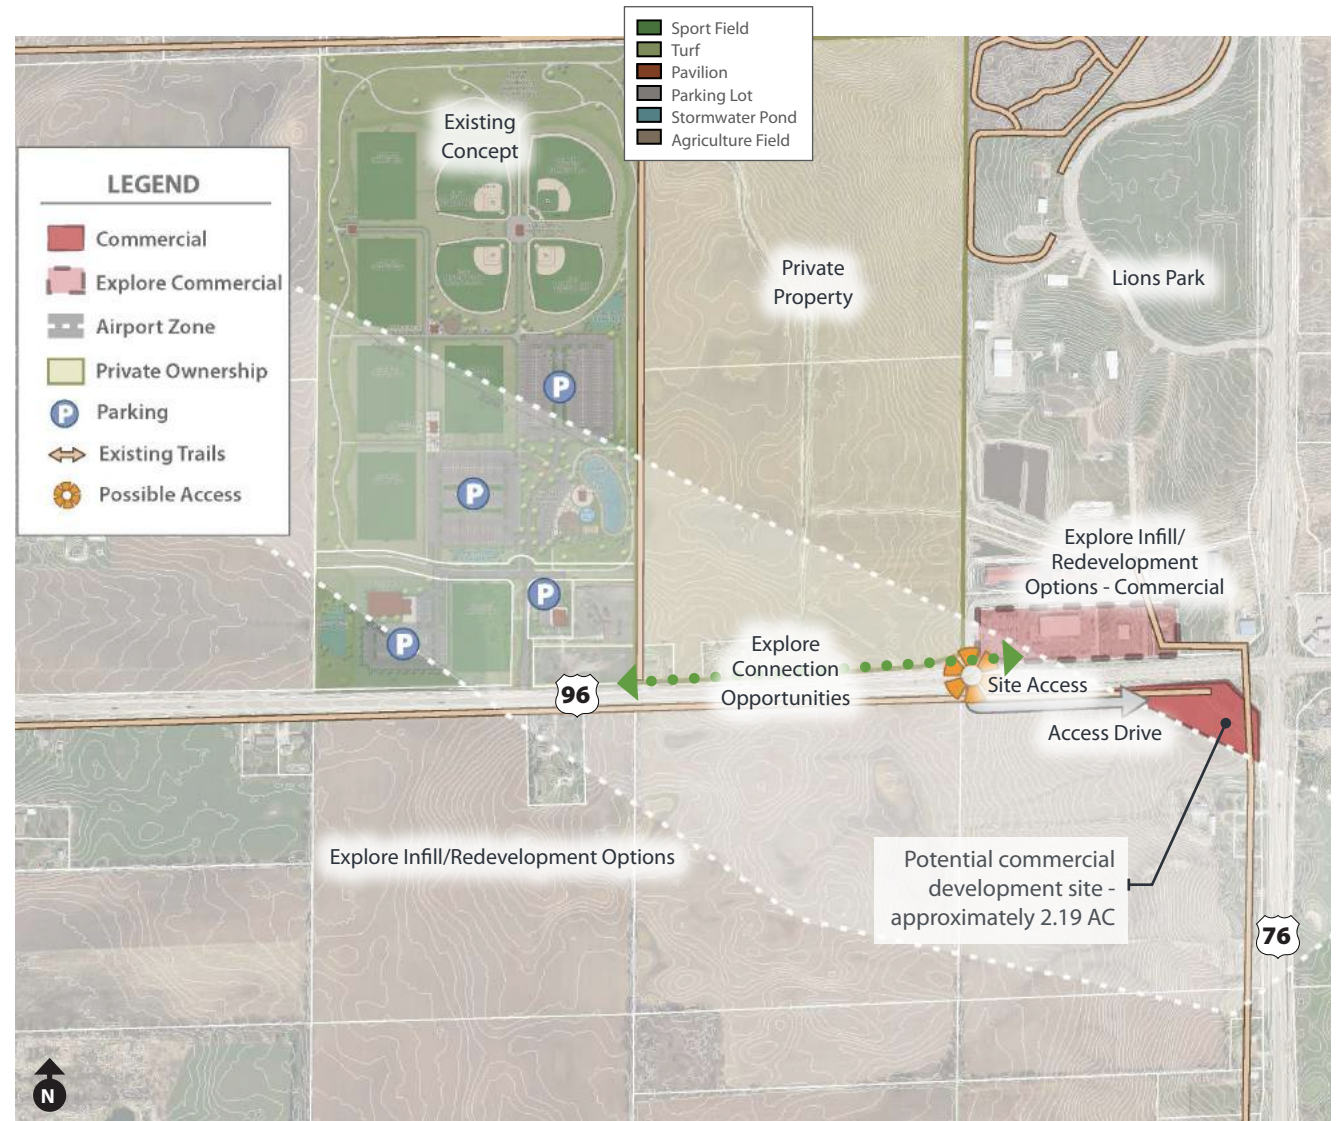 Sport Field
Turf
Pavilion
Parking Lot
Stormwater Pond
Agriculture Field
Existing
Concept
LEGEND
Commercial
Explore Commercial
Airport Zone
Private Ownership
P Parking
Existing Trails
Possible Access
Private
Property
Lions Park
P
P
P
P
Explore Infill/
Redevelopment
Options - Commercial
Explore
Connection
Opportunities
96
Site Access
Access Drive
Explore Infill/Redevelopment Options
Potential commercial
development site -
approximately 2.19 AC
76
N